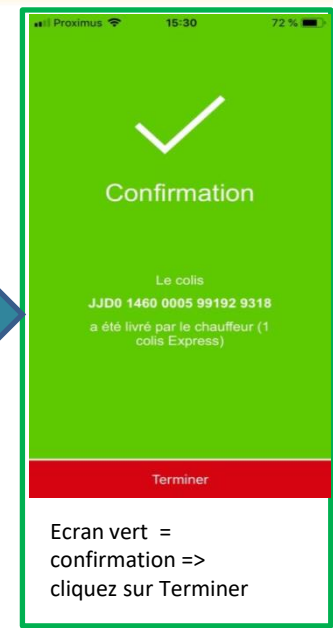 Proximus 15:30 72 %
Confirmation
Le colis
JJD0 1460 0005 99192 9318
a été livré par le chauffeur (1
colis Express)
Terminer
Ecran vert =
confirmation =>
cliquez sur Terminer